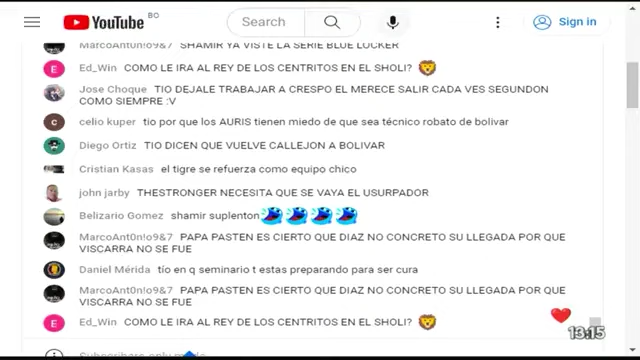 YouTube BO
Search
Sign in
MarcoAnt0n!o9&7 SHAMIR YA VISTE LA SERIE BLUE LOCKER
Ed_Win COMO LE IRA AL REY DE LOS CENTRITOS EN EL SHOLI?
Jose Choque TIO DEJALE TRABAJAR A CRESPO EL MERECE SALIR CADA VES SEGUNDON
COMO SIEMPRE :V
celio kuper tio por que los AURIS tienen miedo de que sea técnico robato de bolivar
Diego Ortiz TIO DICEN QUE VUELVE CALLEJON A BOLIVAR
Cristian Kasas el tigre se refuerza como equipo chico
john jarby THESTRONGER NECESITA QUE SE VAYA EL USURPADOR
Belizario Gomez shamir suplenton
MarcoAnt0n!o9&7 PAPA PASTEN ES CIERTO QUE DIAZ NO CONCRETO SU LLEGADA POR QUE
VISCARRA NO SE FUE
Daniel Mérida tío en q seminario t estas preparando para ser cura
MarcoAnt0n!o9&7 PAPA PASTEN ES CIERTO QUE DIAZ NO CONCRETO SU LLEGADA POR QUE
VISCARRA NO SE FUE
Ed_Win COMO LE IRA AL REY DE LOS CENTRITOS EN EL SHOLI?
13:15
Subscribers-only mode